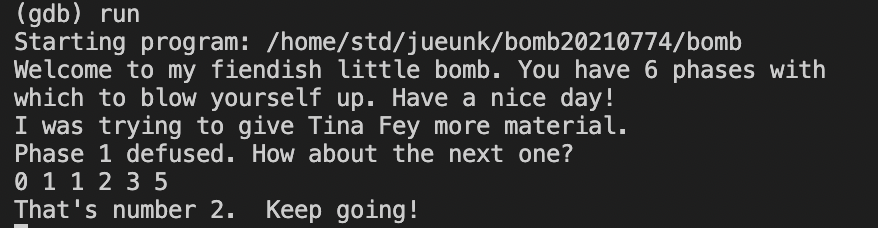 (gdb) run
Starting program: /home/std/jueunk/bomb20210774/bomb
Welcome to my fiendish little bomb. You have 6 phases with
which to blow yourself up. Have a nice day!
I was trying to give Tina Fey more material.
Phase 1 defused. How about the next one?
0 1 1 2 3 5
That's number 2.  Keep going!